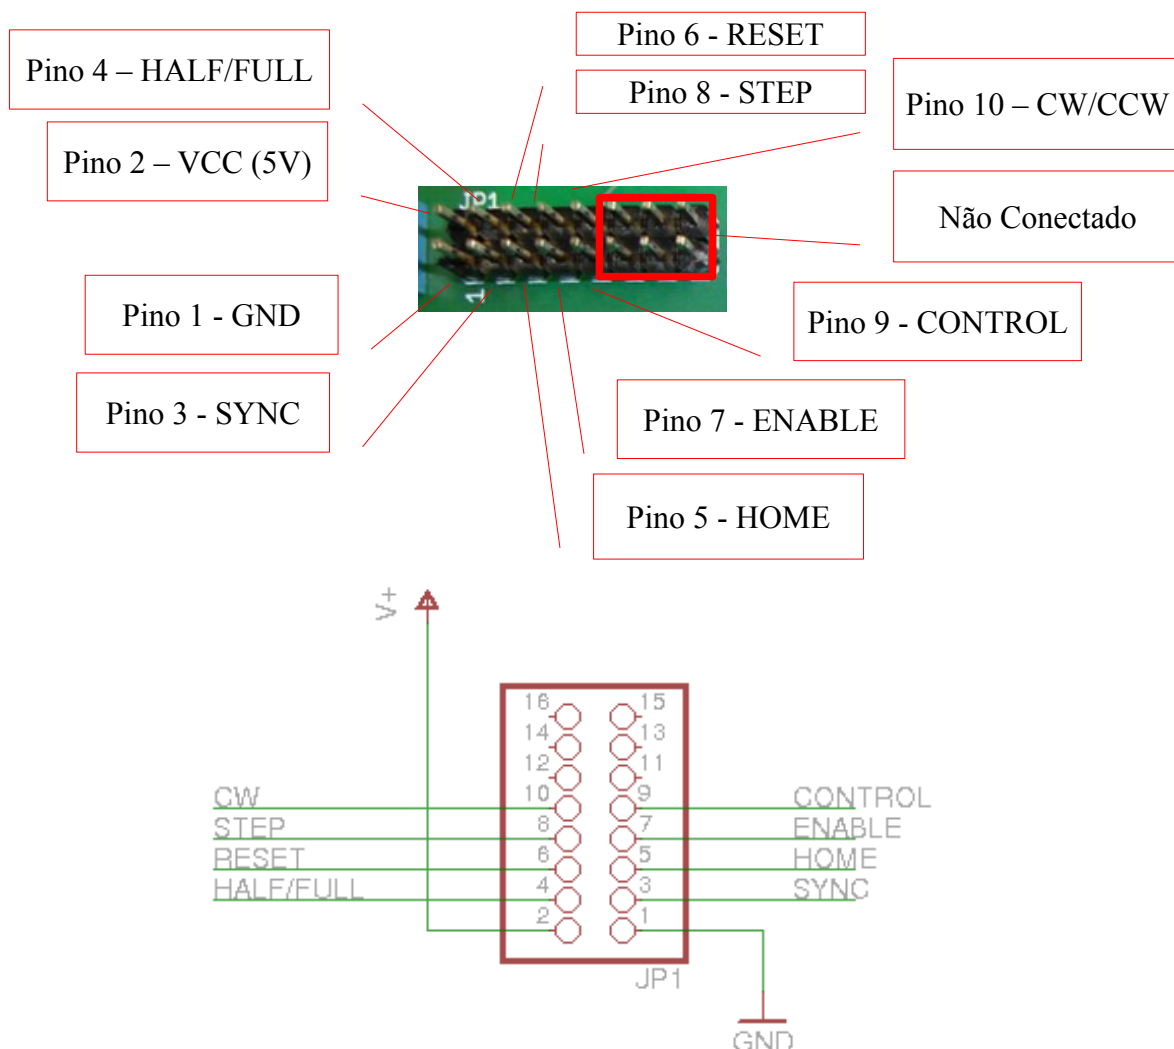 Pino 6 - RESET
Pino 4 – HALF/FULL
Pino 8 - STEP
Pino 10 – CW/CCW
Pino 2 – VCC (5V)
JP1
Não Conectado
1
Pino 1 - GND
Pino 9 - CONTROL
Pino 3 - SYNC
Pino 7 - ENABLE
Pino 5 - HOME
V+
16 15
14 13
12 11
CW 10 9 CONTROL
STEP 8 7 ENABLE
RESET 6 5 HOME
HALF/FULL 4 3 SYNC
2 1
JP1
GND